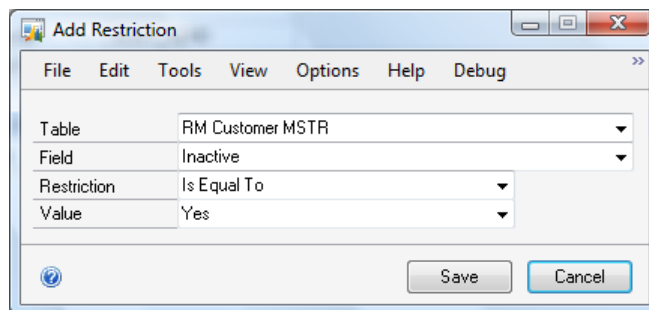 Add Restriction
File Edit Tools View Options Help Debug
Table RM Customer MSTR
Field Inactive
Restriction Is Equal To
Value Yes
Save Cancel